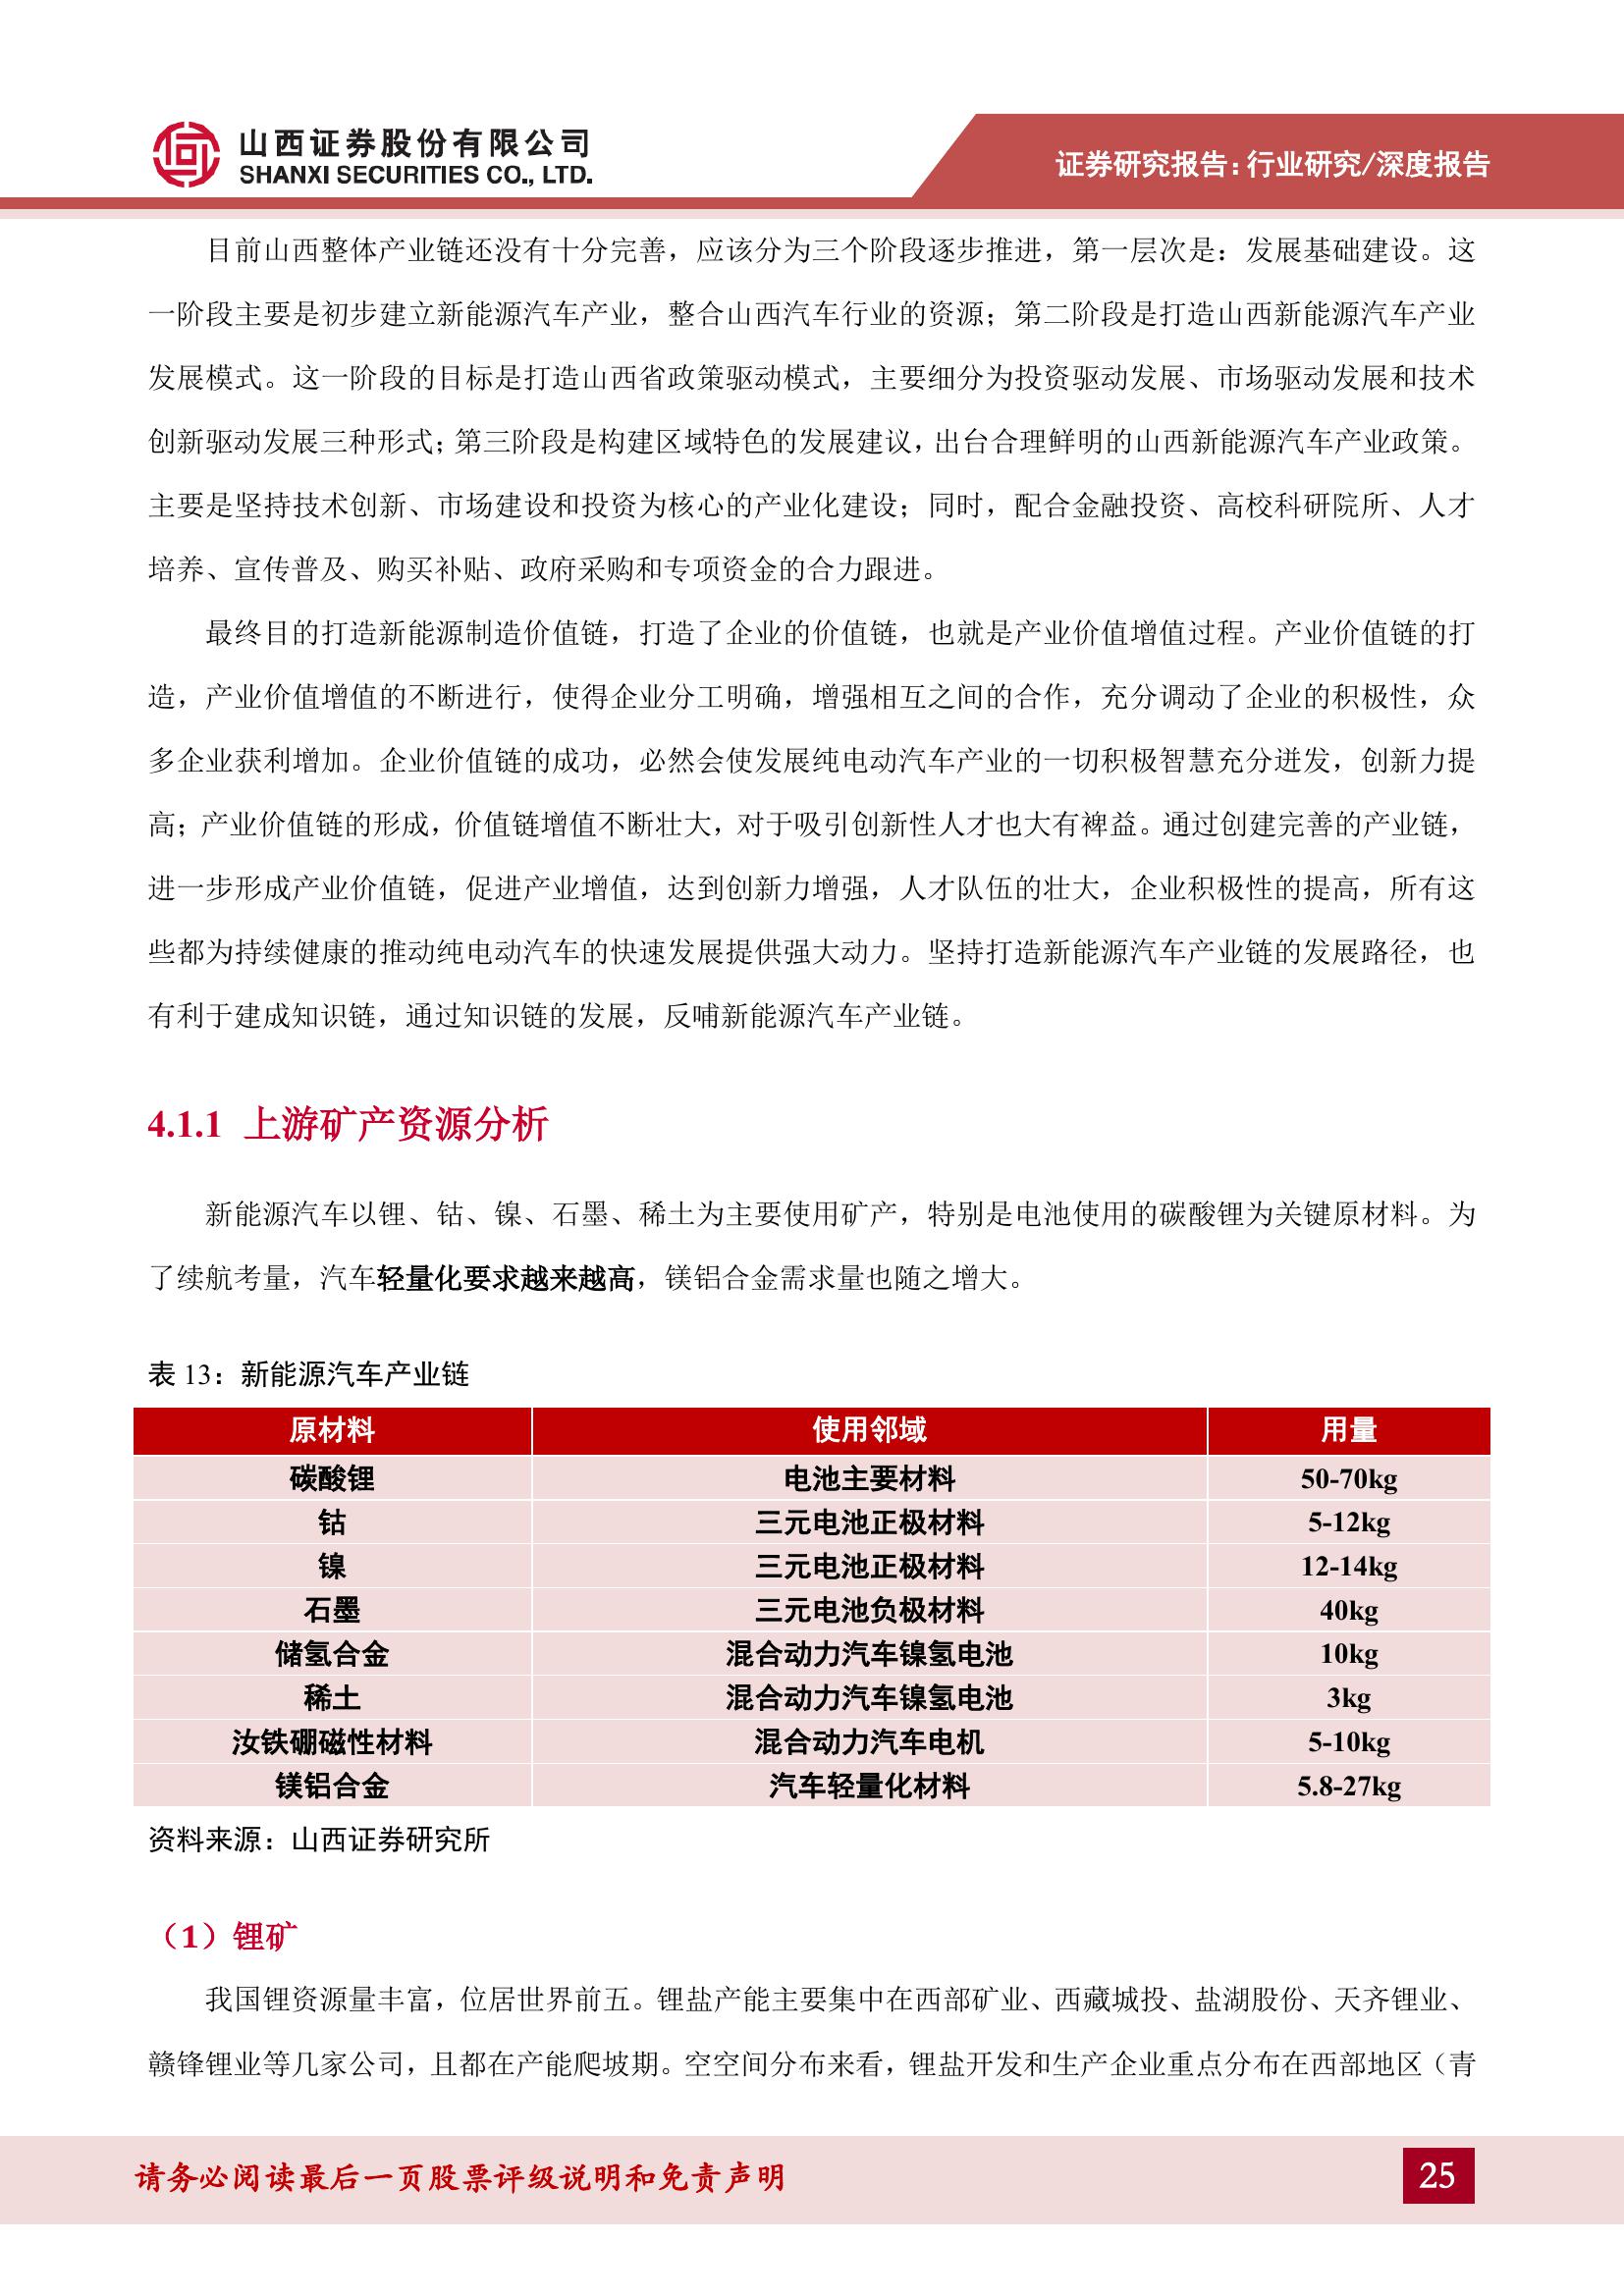 山西证券股份有限公司
SHANXI SECURITIES CO., LTD.
证券研究报告：行业研究/深度报告
目前山西整体产业链还没有十分完善，应该分为三个阶段逐步推进，第一层次是：发展基础建设。这
一阶段主要是初步建立新能源汽车产业，整合山西汽车行业的资源；第二阶段是打造山西新能源汽车产业
发展模式。这一阶段的目标是打造山西省政策驱动模式，主要细分为投资驱动发展、市场驱动发展和技术
创新驱动发展三种形式；第三阶段是构建区域特色的发展建议，出台合理鲜明的山西新能源汽车产业政策。
主要是坚持技术创新、市场建设和投资为核心的产业化建设；同时，配合金融投资、高校科研院所、人才
培养、宣传普及、购买补贴、政府采购和专项资金的合力跟进。
最终目的打造新能源制造价值链，打造了企业的价值链，也就是产业价值增值过程。产业价值链的打
造，产业价值增值的不断进行，使得企业分工明确，增强相互之间的合作，充分调动了企业的积极性，众
多企业获利增加。企业价值链的成功，必然会使发展纯电动汽车产业的一切积极智慧充分迸发，创新力提
高；产业价值链的形成，价值链增值不断壮大，对于吸引创新性人才也大有裨益。通过创建完善的产业链，
进一步形成产业价值链，促进产业增值，达到创新力增强，人才队伍的壮大，企业积极性的提高，所有这
些都为持续健康的推动纯电动汽车的快速发展提供强大动力。坚持打造新能源汽车产业链的发展路径，也
有利于建成知识链，通过知识链的发展，反哺新能源汽车产业链。
4.1.1 上游矿产资源分析
新能源汽车以锂、钴、镍、石墨、稀土为主要使用矿产，特别是电池使用的碳酸锂为关键原材料。为
了续航考量，汽车轻量化要求越来越高，镁铝合金需求量也随之增大。
表 13：新能源汽车产业链
原材料 使用邻域 用量
碳酸锂 电池主要材料 50-70kg
钴 三元电池正极材料 5-12kg
镍 三元电池正极材料 12-14kg
石墨 三元电池负极材料 40kg
储氢合金 混合动力汽车镍氢电池 10kg
稀土 混合动力汽车镍氢电池 3kg
汝铁硼磁性材料 混合动力汽车电机 5-10kg
镁铝合金 汽车轻量化材料 5.8-27kg
资料来源：山西证券研究所
（1）锂矿
我国锂资源量丰富，位居世界前五。锂盐产能主要集中在西部矿业、西藏城投、盐湖股份、天齐锂业、
赣锋锂业等几家公司，且都在产能爬坡期。空空间分布来看，锂盐开发和生产企业重点分布在西部地区（青
请务必阅读最后一页股票评级说明和免责声明
25